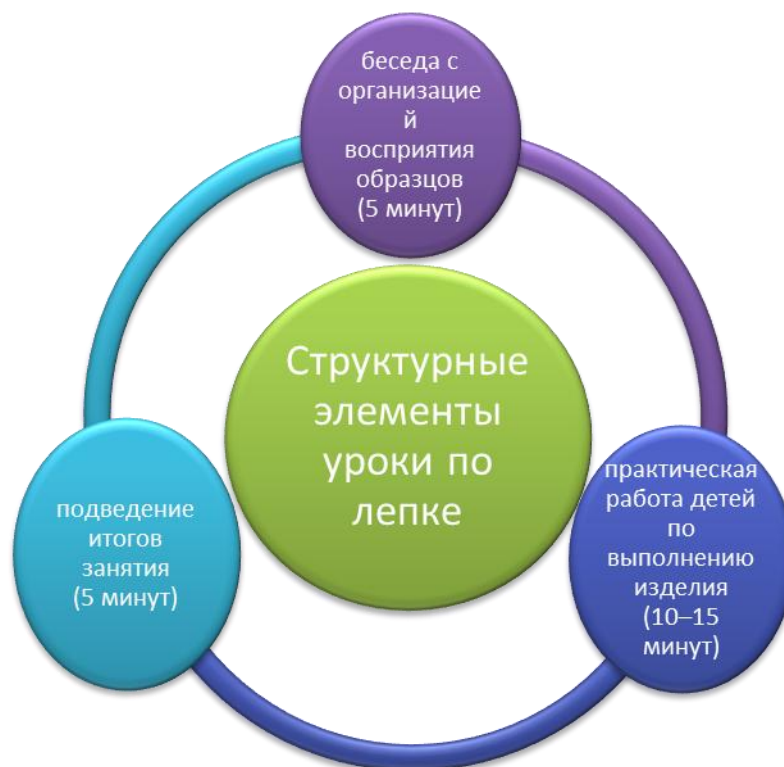 беседа с
организацие
й
восприятия
образцов
(5 минут)
Структурные
элементы
уроки по
лепке
практическая
работа детей
по
выполнению
изделия
(10–15
минут)
подведение
итогов
занятия
(5 минут)